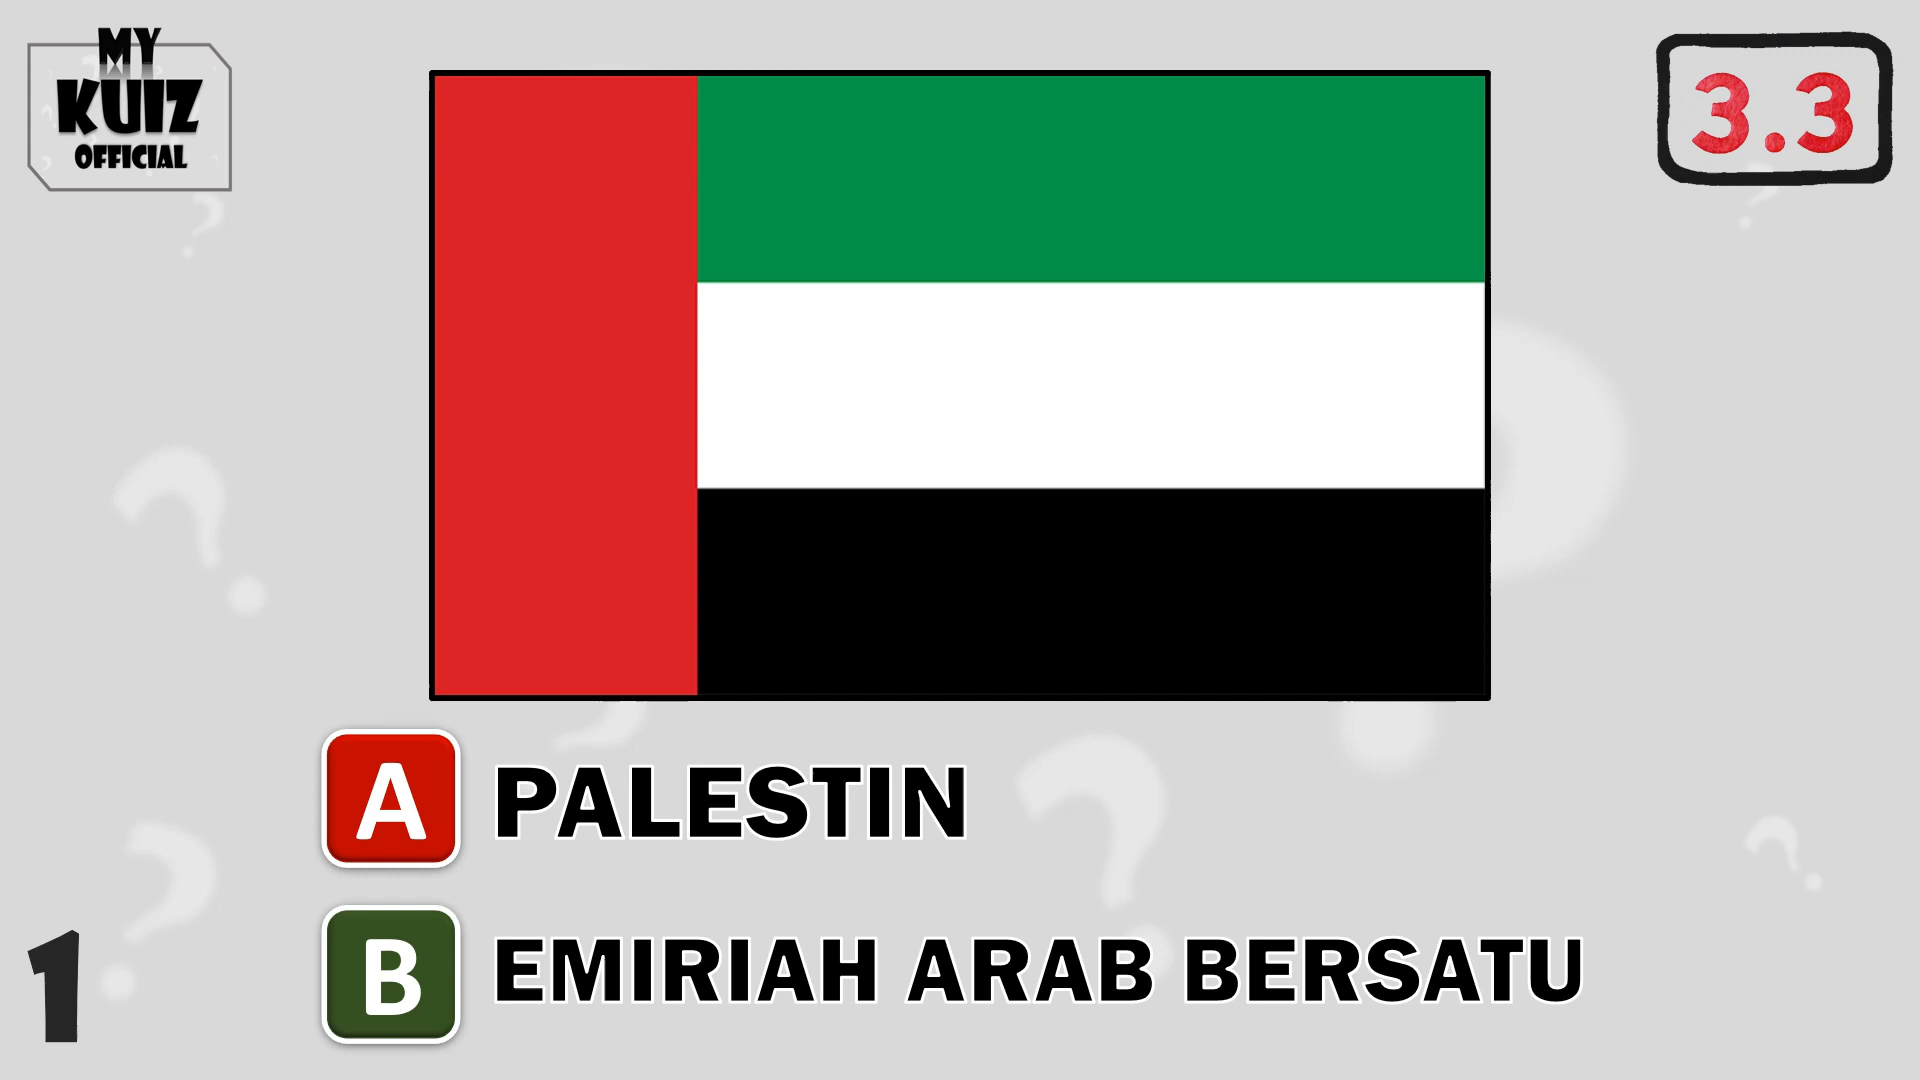 MY
KUIZ
OFFICIAL
3.3
A PALESTIN
B EMIRIAH ARAB BERSATU
1